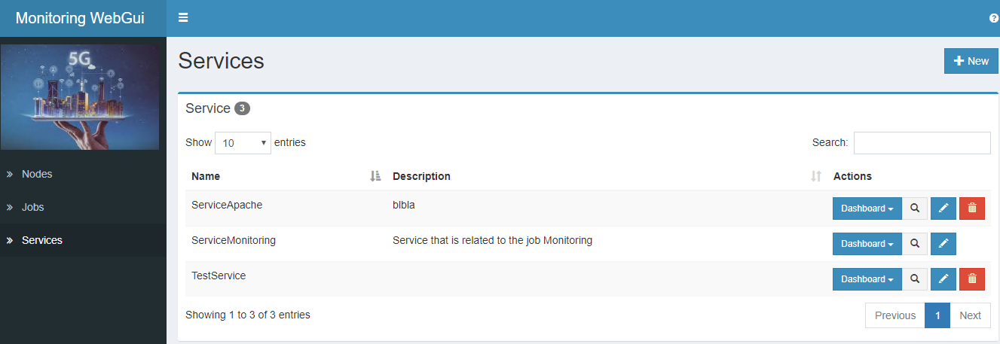 Monitoring WebGui
5G
Nodes
Jobs
Services
Services
New
Service 3
Show 10 entries
Search:
Name Description Actions
ServiceApache blbla Dashboard
ServiceMonitoring Service that is related to the job Monitoring Dashboard
TestService Dashboard
Showing 1 to 3 of 3 entries
Previous 1 Next